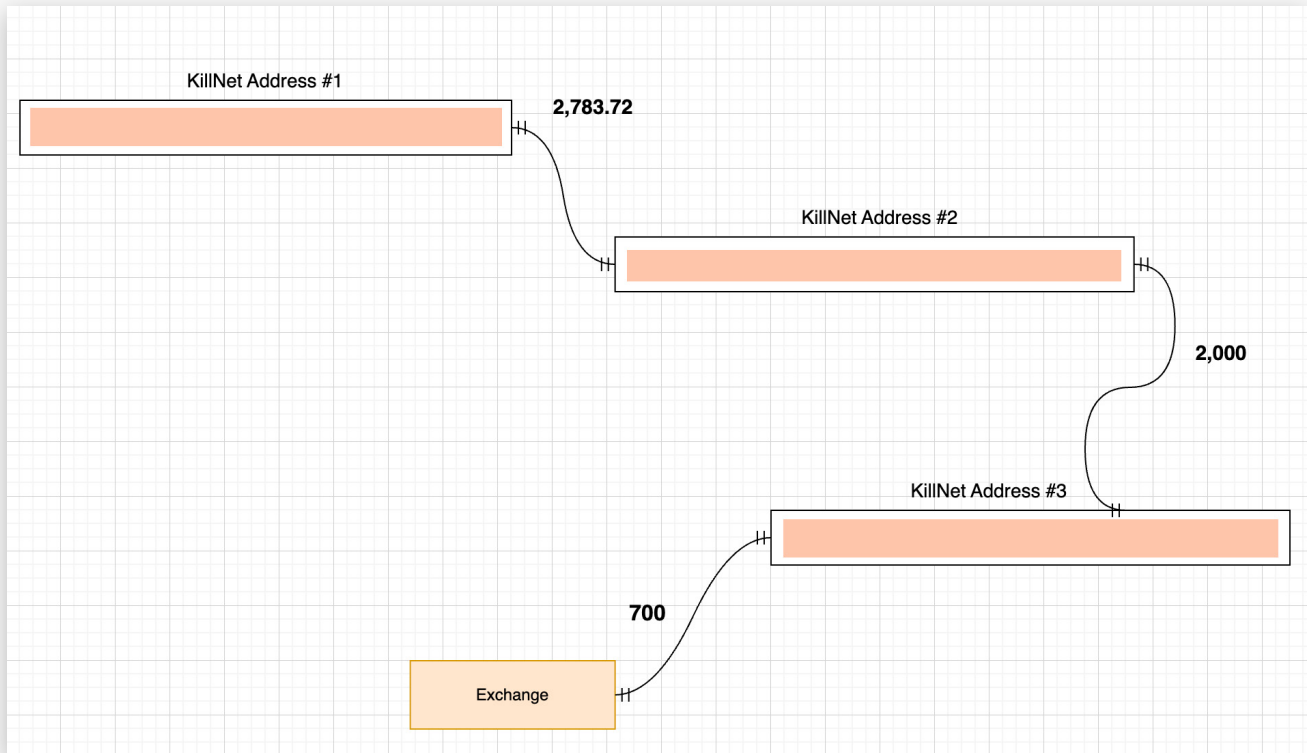 KillNet Address #1
2,783.72
KillNet Address #2
2,000
KillNet Address #3
700
Exchange